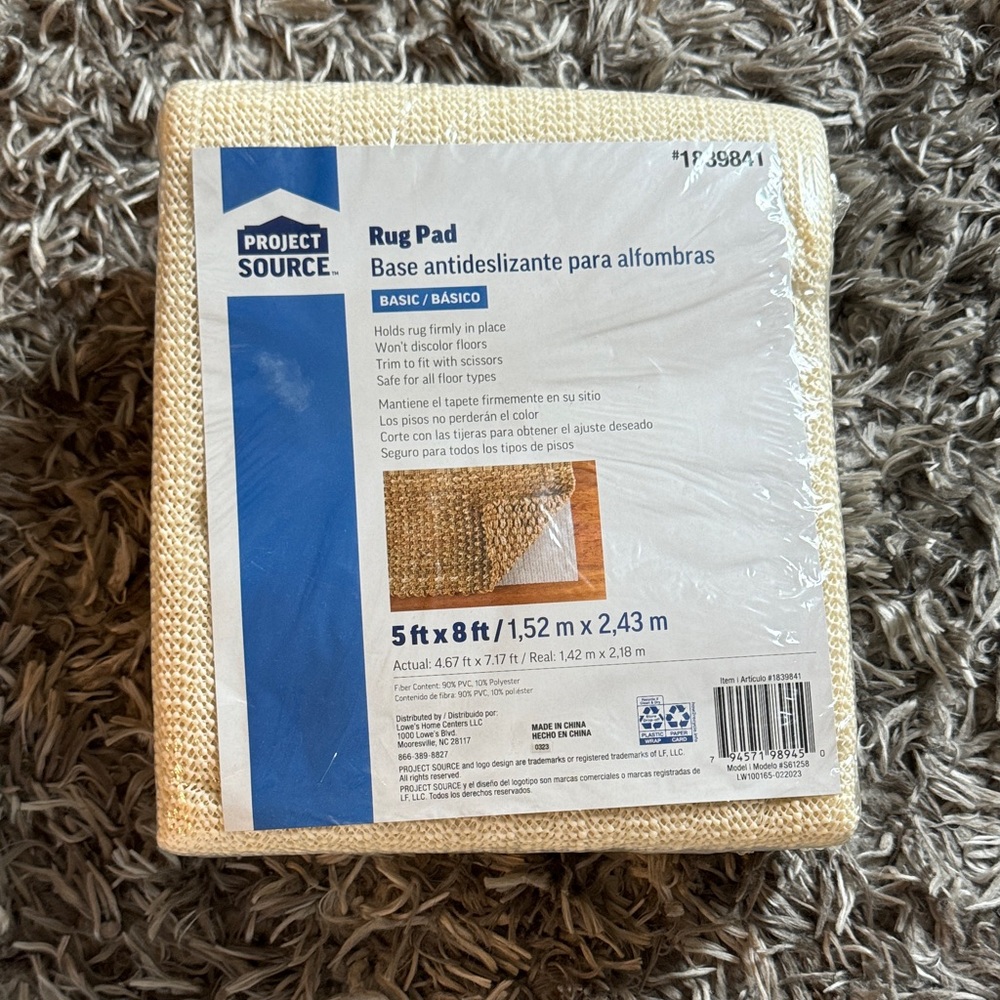 #1839841
PROJECT
SOURCE™
Rug Pad
Base antideslizante para alfombras
BASIC / BÁSICO
Holds rug firmly in place
Won't discolor floors
Trim to fit with scissors
Safe for all floor types
Mantiene el tapete firmemente en su sitio
Los pisos no perderán el color
Corte con las tijeras para obtener el ajuste deseado
Seguro para todos los tipos de pisos
5 ft x 8 ft / 1,52 m x 2,43 m
Actual: 4.67 ft x 7.17 ft / Real: 1,42 m x 2,18 m
Fiber Content: 90% PVC, 10% Polyester
Contenido de fibra: 90% PVC, 10% poliéster
Distributed by / Distribuido por:
Lowe's Home Centers LLC
1000 Lowe's Blvd.
Mooresville, NC 28117
866-389-8827
MADE IN CHINA
HECHO EN CHINA
0323
PLASTIC WRAP
PAPER CARD
PROJECT SOURCE and logo design are trademarks or registered trademarks of LF, LLC.
All rights reserved.
PROJECT SOURCE y el diseño del logotipo son marcas comerciales o marcas registradas de
LF, LLC. Todos los derechos reservados.
Item | Artículo #1839841
7 94571 98945 0
Model | Modelo #S61258
LW100165-022023